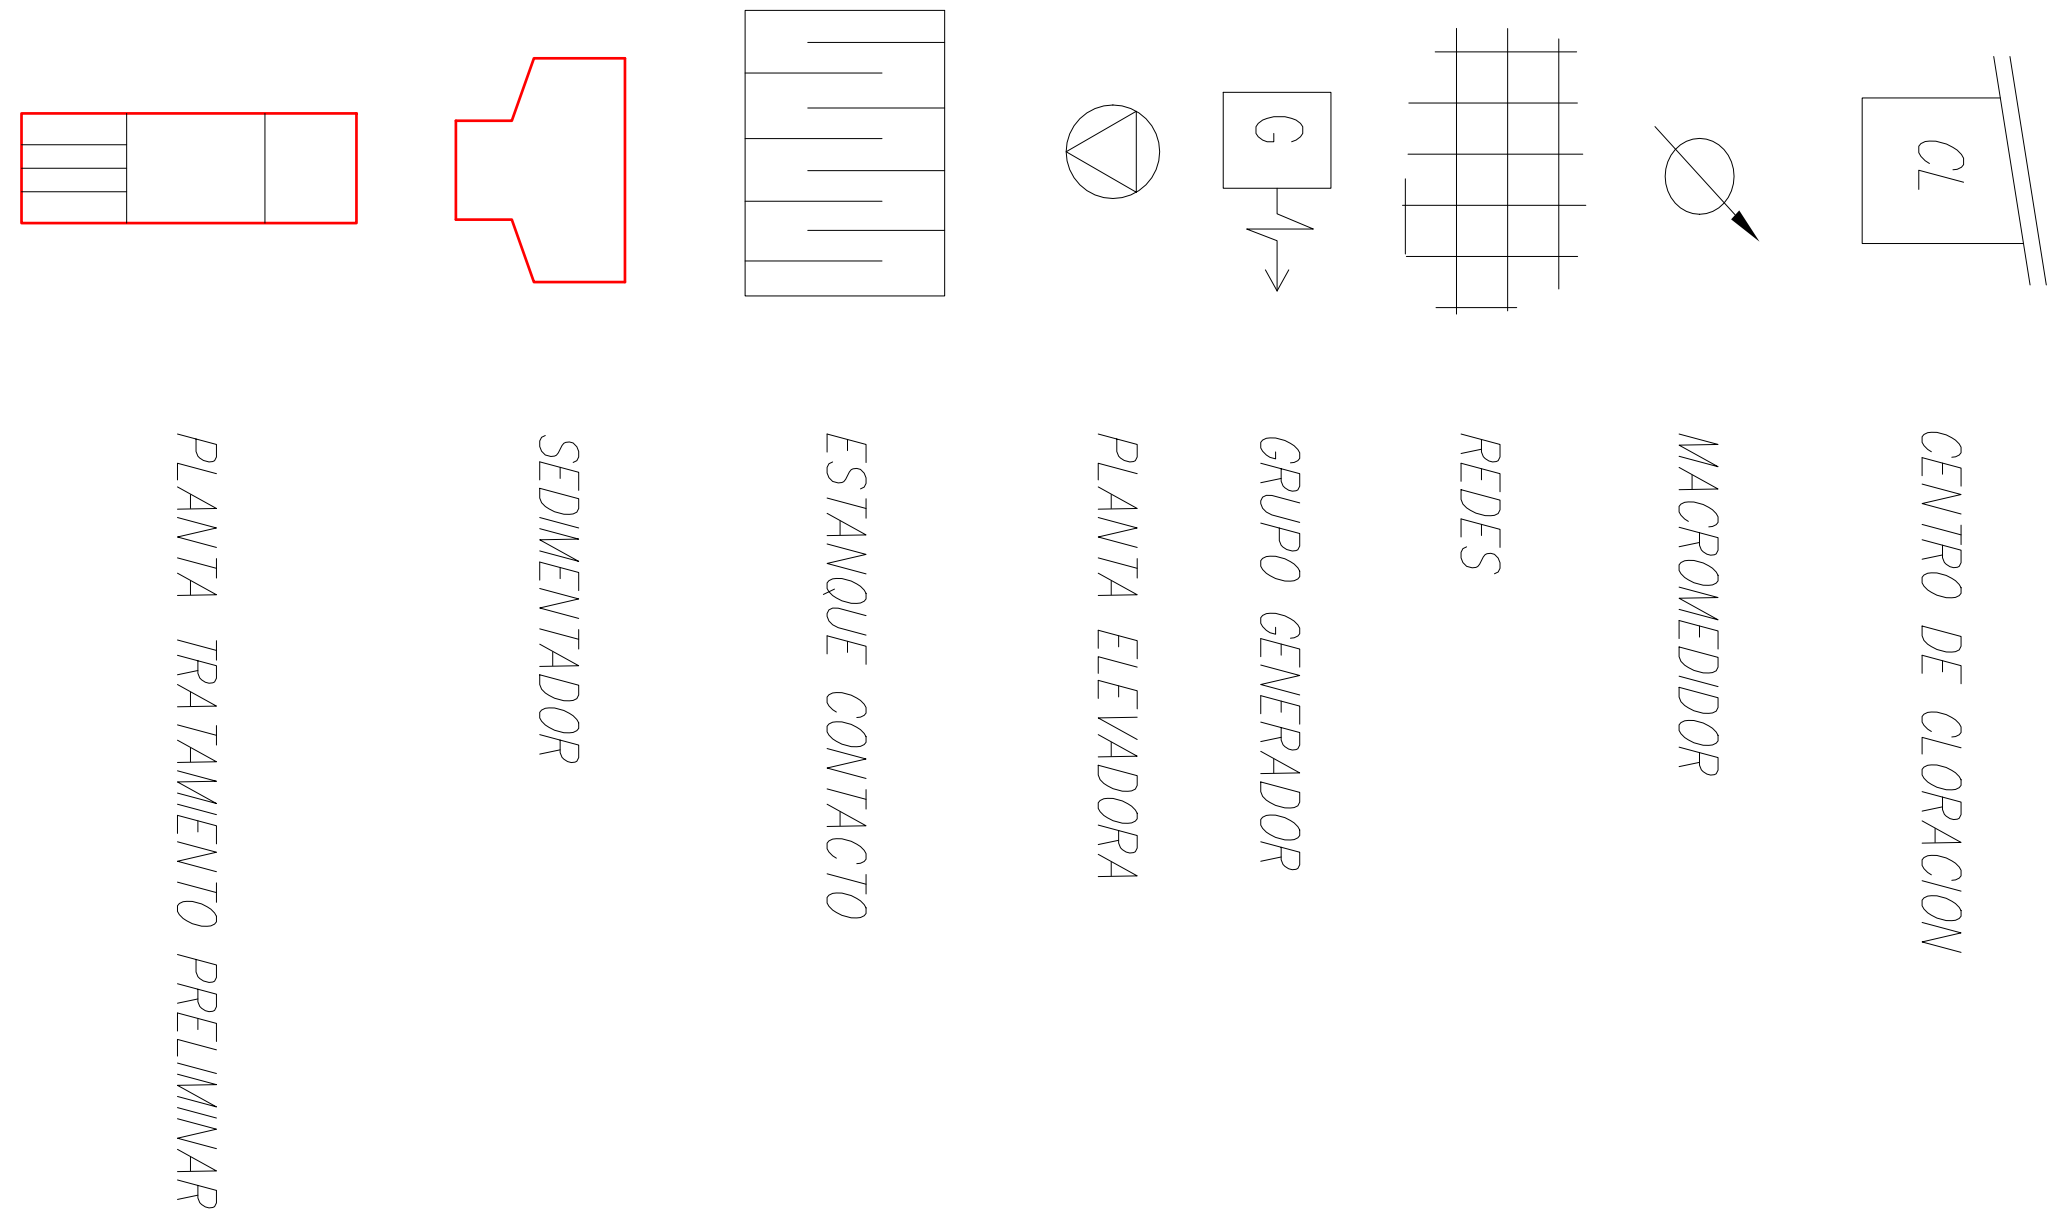 CL
CENTRO DE CLORACION
MACROMEDIDOR
REDES
G
GRUPO GENERADOR
PLANTA ELEVADORA
ESTANQUE CONTACTO
SEDIMENTADOR
PLANTA TRATAMIENTO PRELIMINAR